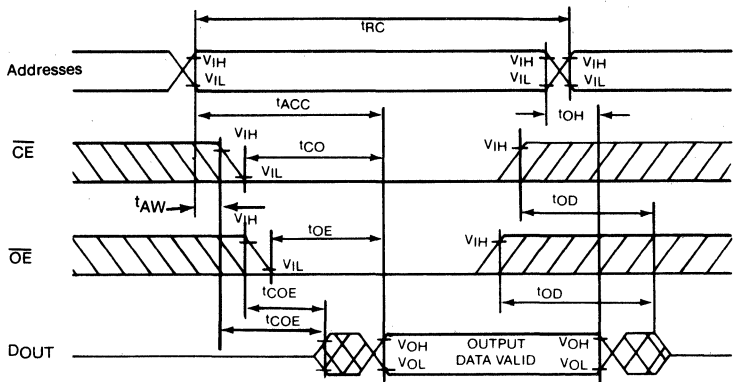 tRC
Addresses
VIH VIH VIH
VIL VIL VIL
tACC
tOH
CE
VIH
tCO
VIH
VIL
tAW
VIH
tOD
OE
tOE
VIH
VIL
tCOE
tOD
tCOE
DOUT
VOH OUTPUT VOH
VOL DATA VALID VOL